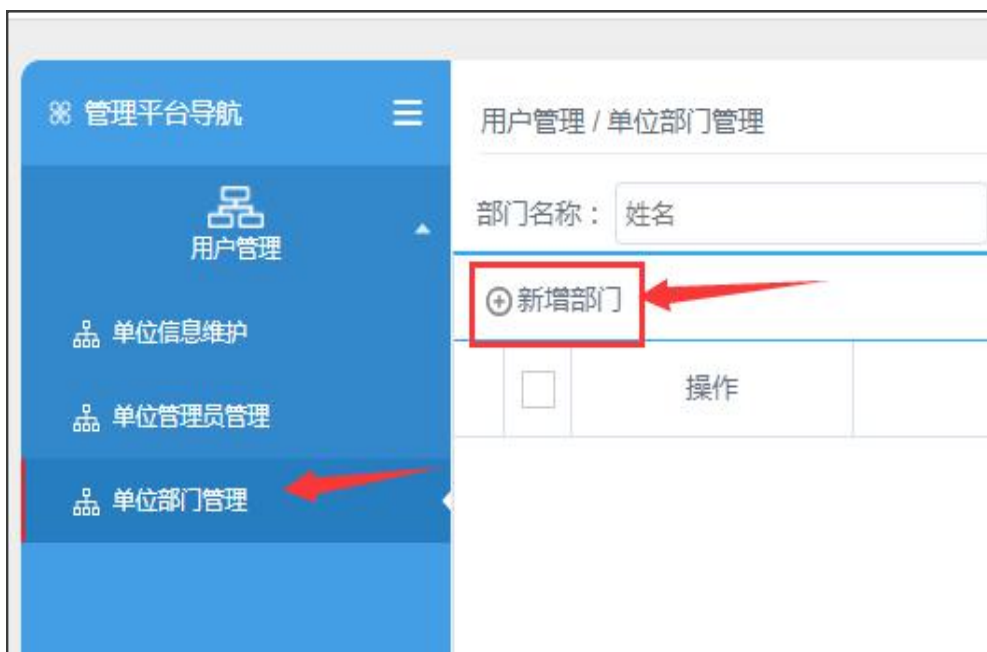 管理平台导航
用户管理
单位信息维护
单位管理员管理
单位部门管理
用户管理 / 单位部门管理
部门名称： 姓名
新增部门
操作